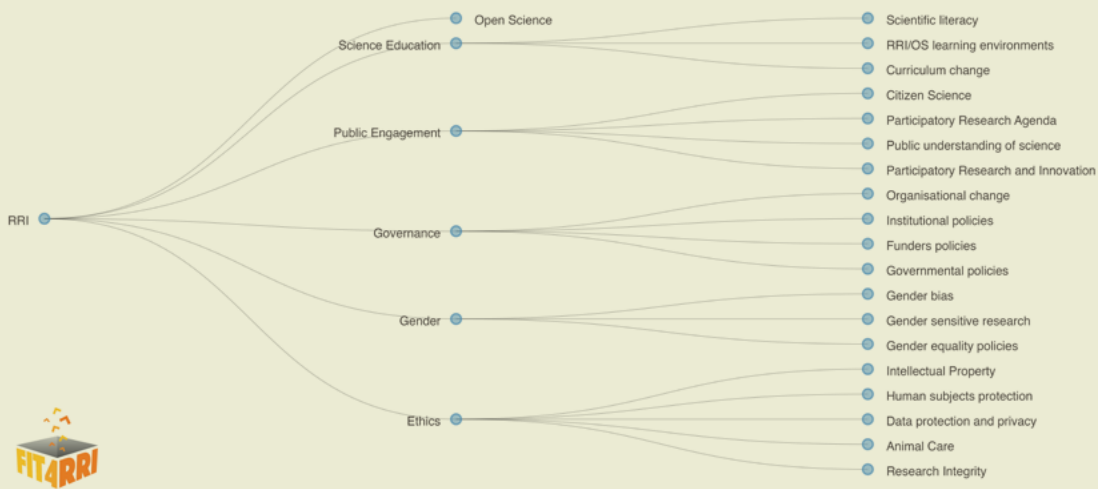 RRI
Open Science
Science Education
Scientific literacy
RRI/OS learning environments
Curriculum change
Public Engagement
Citizen Science
Participatory Research Agenda
Public understanding of science
Participatory Research and Innovation
Governance
Organisational change
Institutional policies
Funders policies
Governmental policies
Gender
Gender bias
Gender sensitive research
Gender equality policies
Ethics
Intellectual Property
Human subjects protection
Data protection and privacy
Animal Care
Research Integrity
FIT4RRI